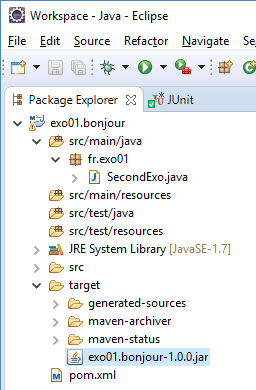 Workspace - Java - Eclipse
File Edit Source Refactor Navigate Se
Package Explorer JUnit
exo01.bonjour
src/main/java
fr.exo01
SecondExo.java
src/main/resources
src/test/java
src/test/resources
JRE System Library [JavaSE-1.7]
src
target
generated-sources
maven-archiver
maven-status
exo01.bonjour-1.0.0.jar
pom.xml